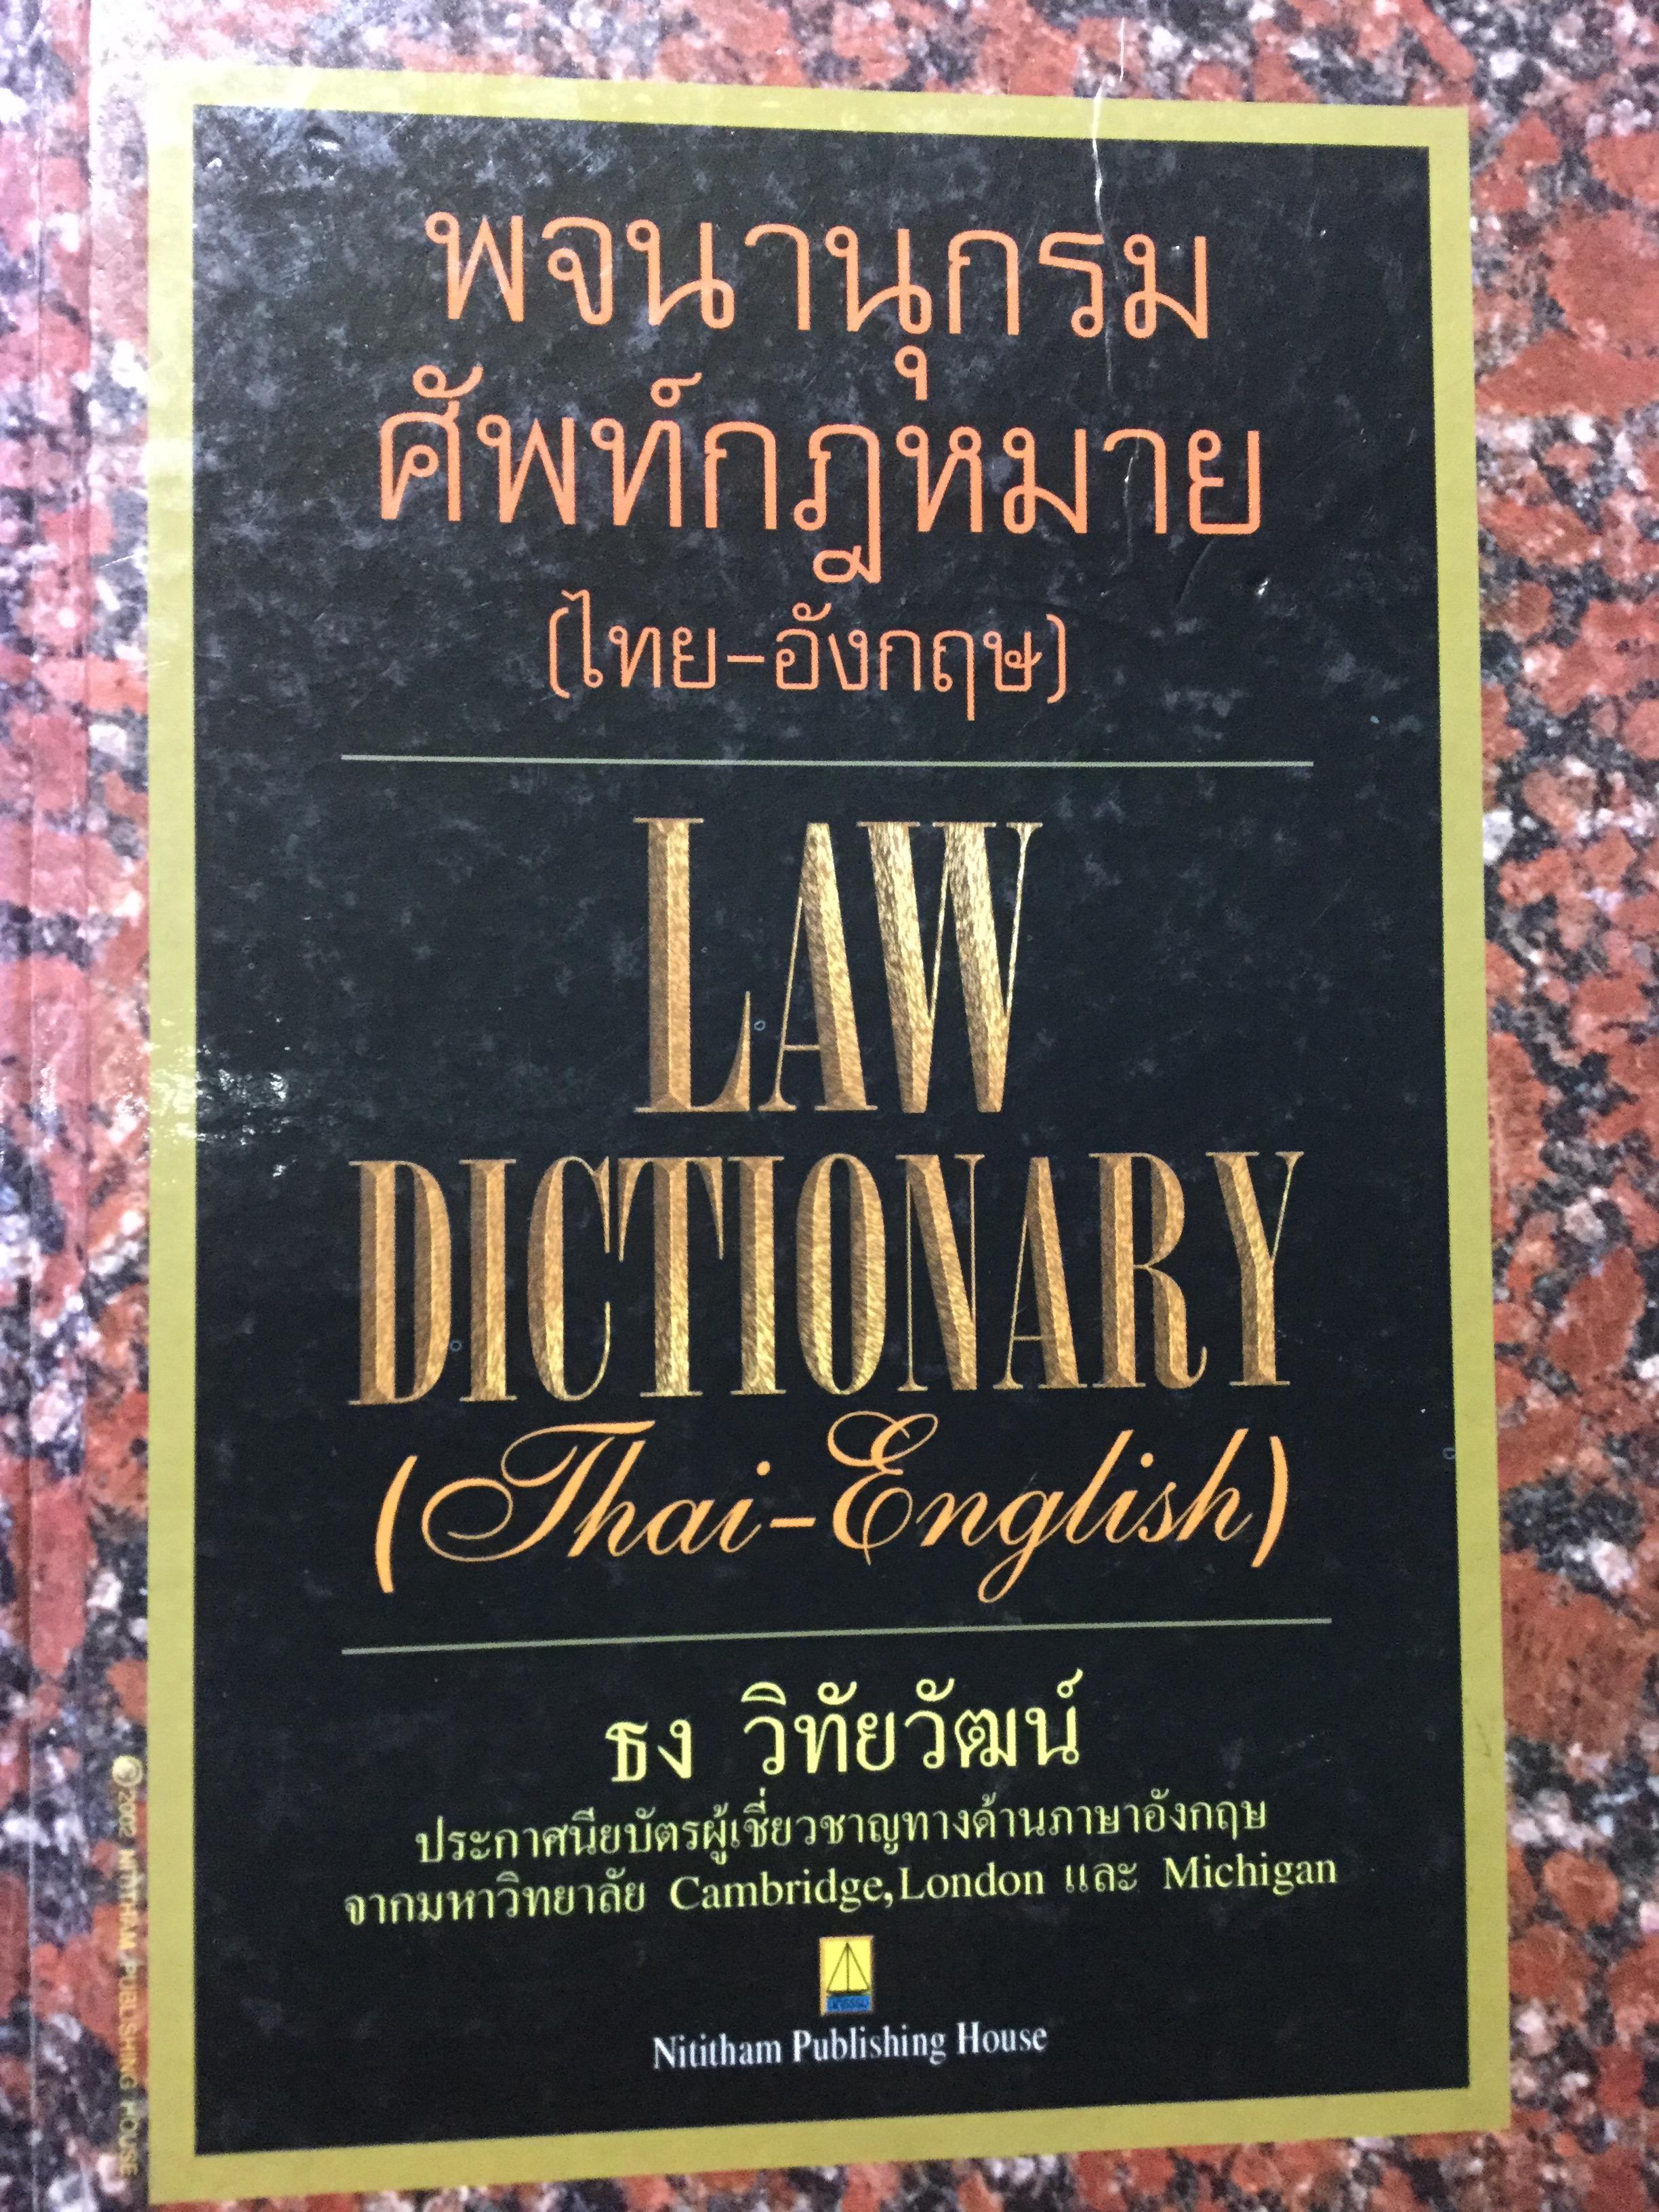 พจนานุกรม
ศัพท์กฎหมาย
(ไทย-อังกฤษ)
LAW
DICTIONARY
(Thai-English)
ธง วิทัยวัฒน์
ประกาศนียบัตรผู้เชี่ยวชาญทางด้านภาษาอังกฤษ
จากมหาวิทยาลัย Cambridge, London และ Michigan
Nititham Publishing House
© 2002 NITITHAM PUBLISHING HOUSE